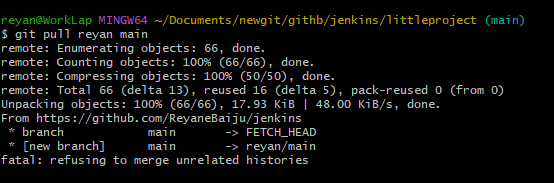 reyan@WorkLap MINGW64 ~/Documents/newgit/githb/jenkins/littleproject (main)
$ git pull reyan main
remote: Enumerating objects: 66, done.
remote: Counting objects: 100% (66/66), done.
remote: Compressing objects: 100% (50/50), done.
remote: Total 66 (delta 13), reused 16 (delta 5), pack-reused 0 (from 0)
Unpacking objects: 100% (66/66), 17.93 KiB | 48.00 KiB/s, done.
From https://github.com/ReyaneBaiju/jenkins
 * branch            main       -> FETCH_HEAD
 * [new branch]      main       -> reyan/main
fatal: refusing to merge unrelated histories